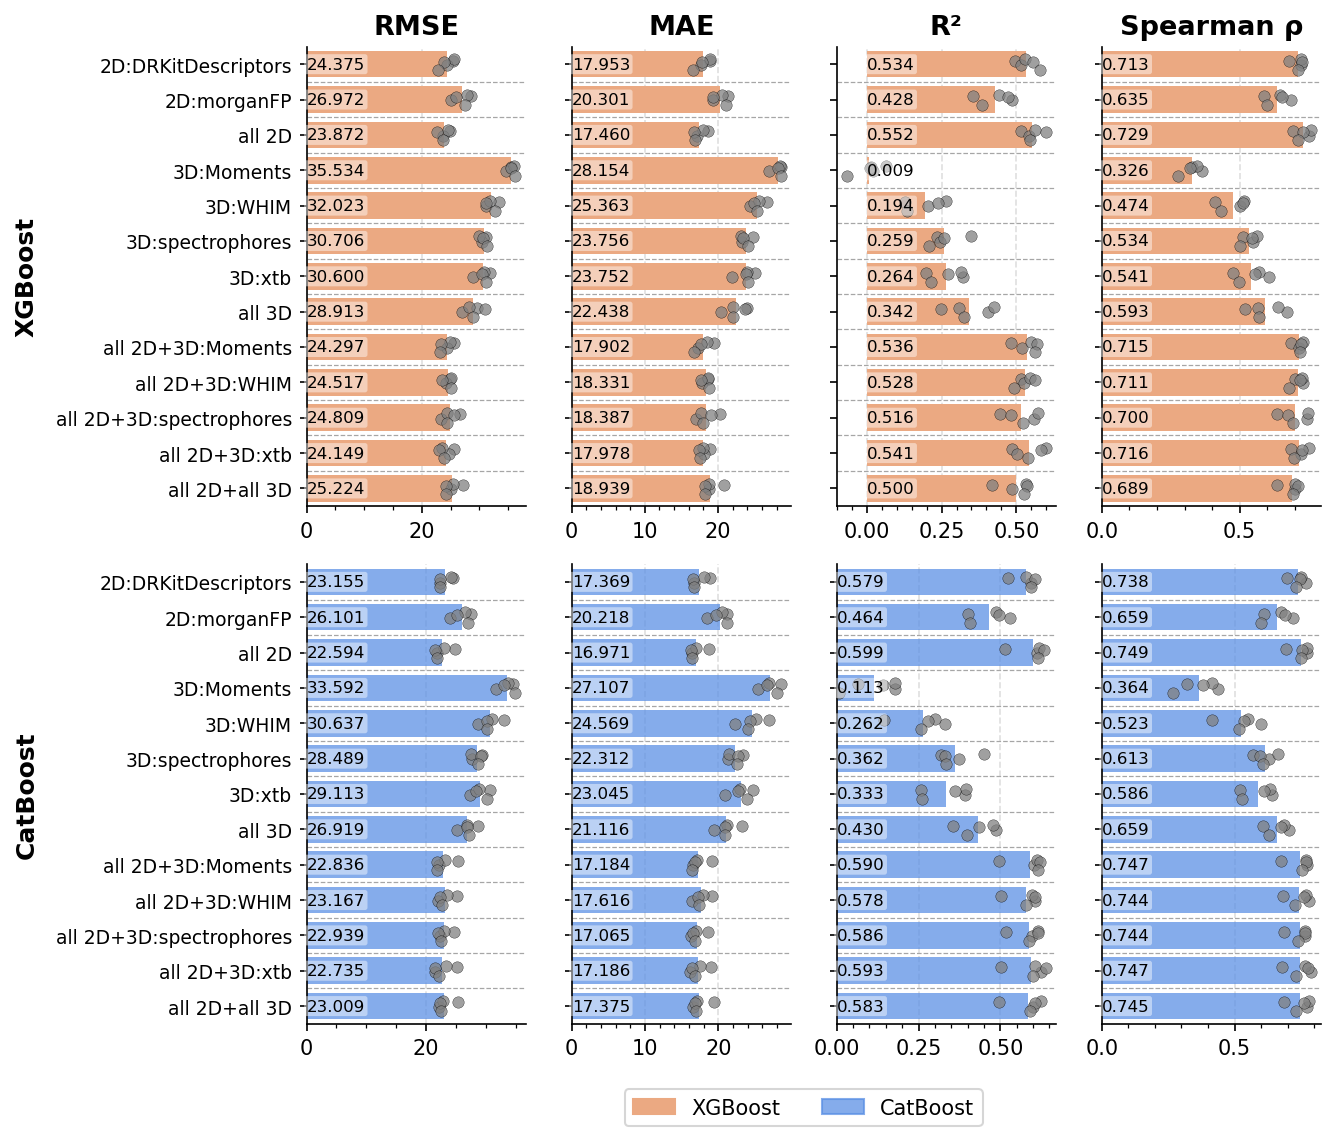 RMSE MAE R² Spearman ρ
XGBoost
2D:DRKitDescriptors 24.375 17.953 0.534 0.713
2D:morganFP 26.972 20.301 0.428 0.635
all 2D 23.872 17.460 0.552 0.729
3D:Moments 35.534 28.154 0.009 0.326
3D:WHIM 32.023 25.363 0.194 0.474
3D:spectrophores 30.706 23.756 0.259 0.534
3D:xtb 30.600 23.752 0.264 0.541
all 3D 28.913 22.438 0.342 0.593
all 2D+3D:Moments 24.297 17.902 0.536 0.715
all 2D+3D:WHIM 24.517 18.331 0.528 0.711
all 2D+3D:spectrophores 24.809 18.387 0.516 0.700
all 2D+3D:xtb 24.149 17.978 0.541 0.716
all 2D+all 3D 25.224 18.939 0.500 0.689
0 20 0 10 20 0.00 0.25 0.50 0.0 0.5
CatBoost
2D:DRKitDescriptors 23.155 17.369 0.579 0.738
2D:morganFP 26.101 20.218 0.464 0.659
all 2D 22.594 16.971 0.599 0.749
3D:Moments 33.592 27.107 0.113 0.364
3D:WHIM 30.637 24.569 0.262 0.523
3D:spectrophores 28.489 22.312 0.362 0.613
3D:xtb 29.113 23.045 0.333 0.586
all 3D 26.919 21.116 0.430 0.659
all 2D+3D:Moments 22.836 17.184 0.590 0.747
all 2D+3D:WHIM 23.167 17.616 0.578 0.744
all 2D+3D:spectrophores 22.939 17.065 0.586 0.744
all 2D+3D:xtb 22.735 17.186 0.593 0.747
all 2D+all 3D 23.009 17.375 0.583 0.745
0 20 0 10 20 0.00 0.25 0.50 0.0 0.5
XGBoost CatBoost